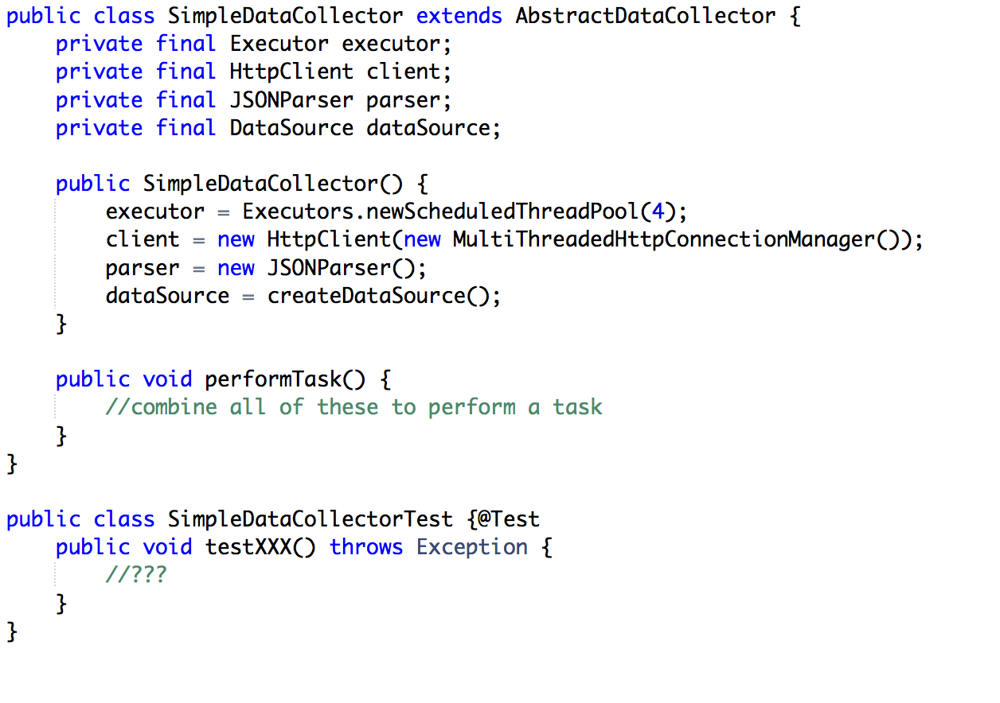 public class SimpleDataCollector extends AbstractDataCollector {
    private final Executor executor;
    private final HttpClient client;
    private final JSONParser parser;
    private final DataSource dataSource;

    public SimpleDataCollector() {
        executor = Executors.newScheduledThreadPool(4);
        client = new HttpClient(new MultiThreadedHttpConnectionManager());
        parser = new JSONParser();
        dataSource = createDataSource();
    }

    public void performTask() {
        //combine all of these to perform a task
    }
}

public class SimpleDataCollectorTest {@Test
    public void testXXX() throws Exception {
        //???
    }
}